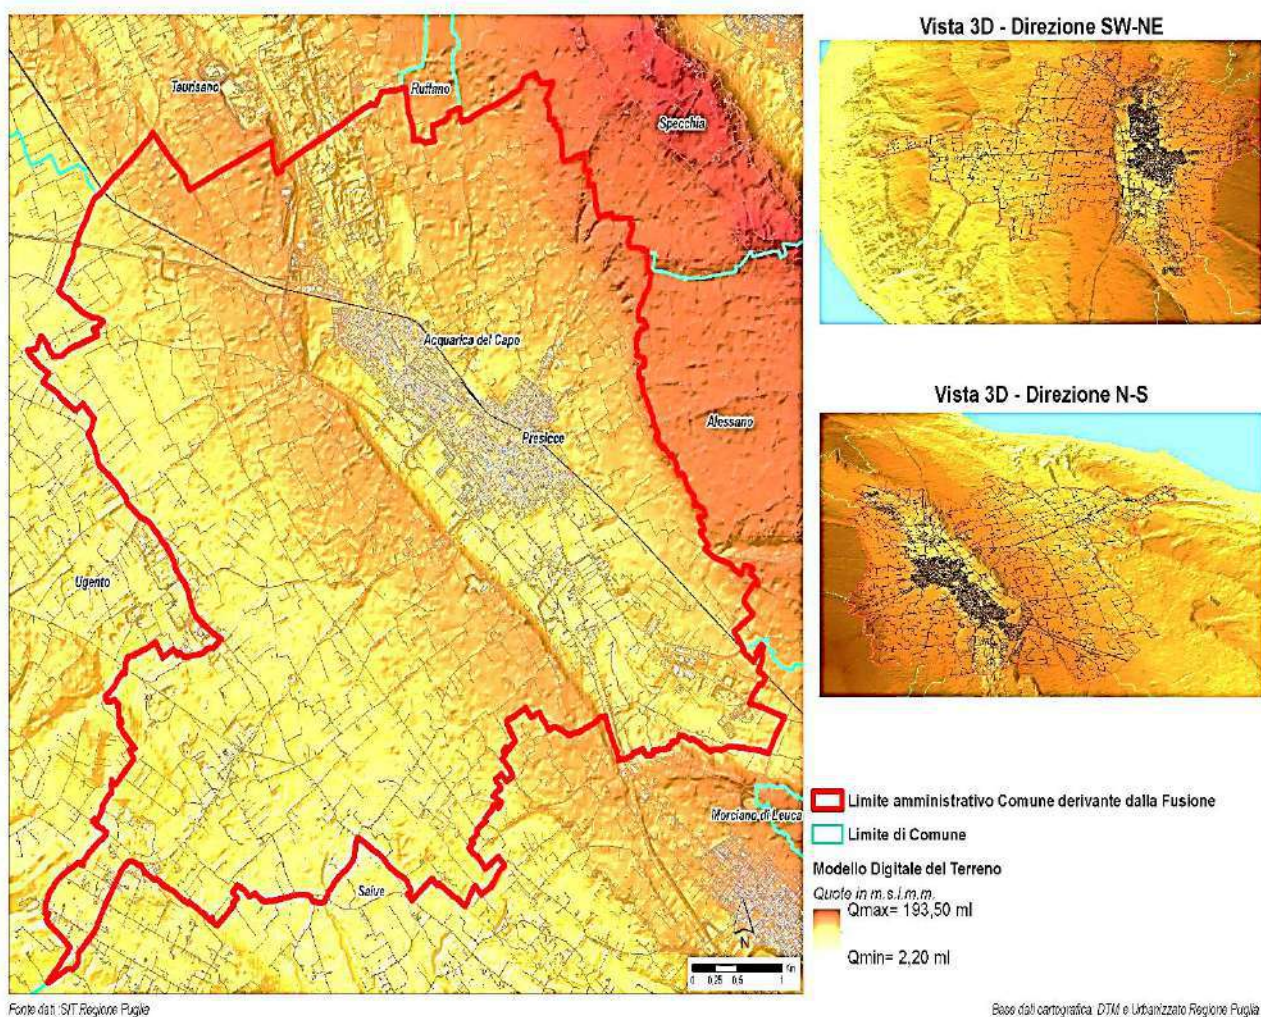 Taurisano
Ruffano
Specchia
Acquarica del Capo
Presicce
Alessano
Ugento
Morciano di Leuca
Salve
N
Km
0 0,25 0,5 1
Vista 3D - Direzione SW-NE
Vista 3D - Direzione N-S
Limite amministrativo Comune derivante dalla Fusione
Limite di Comune
Modello Digitale del Terreno
Quote in m.s.l.m.m.
Qmax= 193,50 ml
Qmin= 2,20 ml
Fonte dati :SIT Regione Puglia
Base dati cartografica: DTM e Urbanizzato Regione Puglia